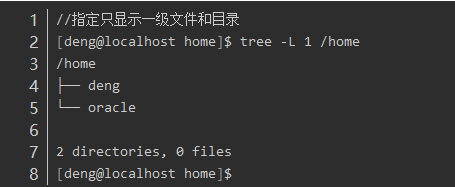 1 //指定只显示一级文件和目录
2 [deng@localhost home]$ tree -L 1 /home
3 /home
4 ├── deng
5 └── oracle
6
7 2 directories, 0 files
8 [deng@localhost home]$